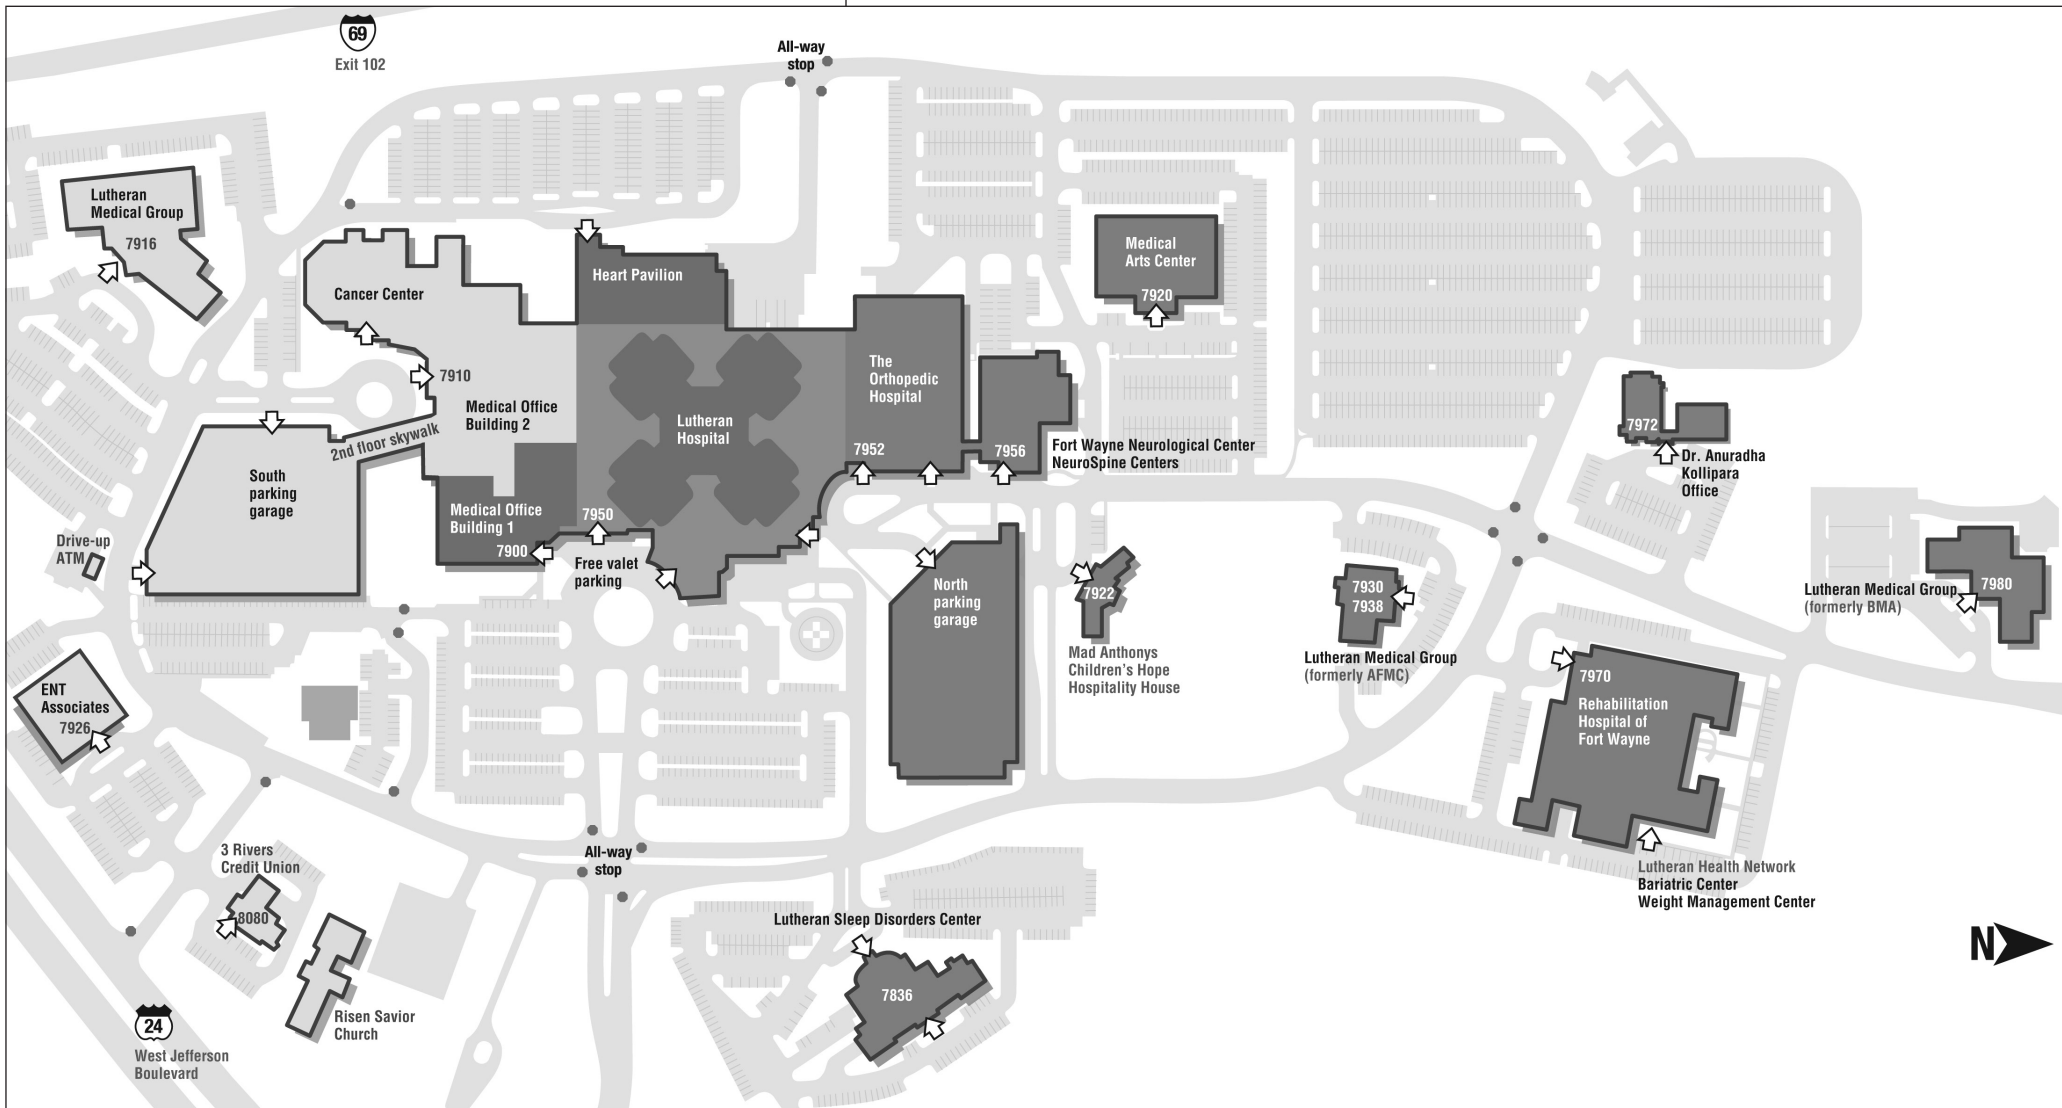 69
Exit 102
All-way
stop
Lutheran
Medical Group
7916
Cancer Center
Heart Pavilion
Medical
Arts Center
7920
7910
Medical Office
Building 2
2nd floor skywalk
Lutheran
Hospital
The
Orthopedic
Hospital
7952
7956
Fort Wayne Neurological Center
NeuroSpine Centers
7972
Dr. Anuradha
Kollipara
Office
South
parking
garage
Medical Office
Building 1
7900
7950
Free valet
parking
Drive-up
ATM
North
parking
garage
7922
Mad Anthonys
Children's Hope
Hospitality House
7930
7938
Lutheran Medical Group
(formerly AFMC)
Lutheran Medical Group
(formerly BMA)
7980
7970
Rehabilitation
Hospital of
Fort Wayne
ENT
Associates
7926
3 Rivers
Credit Union
8080
All-way
stop
Lutheran Health Network
Bariatric Center
Weight Management Center
Lutheran Sleep Disorders Center
7836
Risen Savior
Church
24
West Jefferson
Boulevard
N